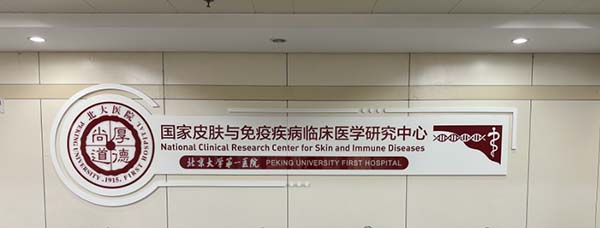 北大医院
厚德尚道
PEKING UNIVERSITY FIRST HOSPITAL
.1915.
国家皮肤与免疫疾病临床医学研究中心
National Clinical Research Center for Skin and Immune Diseases
北京大学第一医院 PEKING UNIVERSITY FIRST HOSPITAL